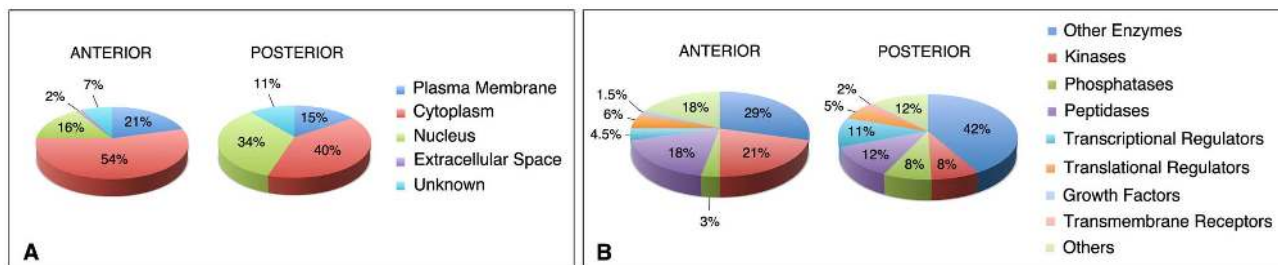 ANTERIOR
POSTERIOR
7%
2%
21%
16%
54%
11%
15%
34%
40%
Plasma Membrane
Cytoplasm
Nucleus
Extracellular Space
Unknown
A
ANTERIOR
POSTERIOR
1.5%
6%
4.5%
18%
29%
18%
21%
3%
2%
5%
11%
12%
12%
42%
8%
8%
Other Enzymes
Kinases
Phosphatases
Peptidases
Transcriptional Regulators
Translational Regulators
Growth Factors
Transmembrane Receptors
Others
B